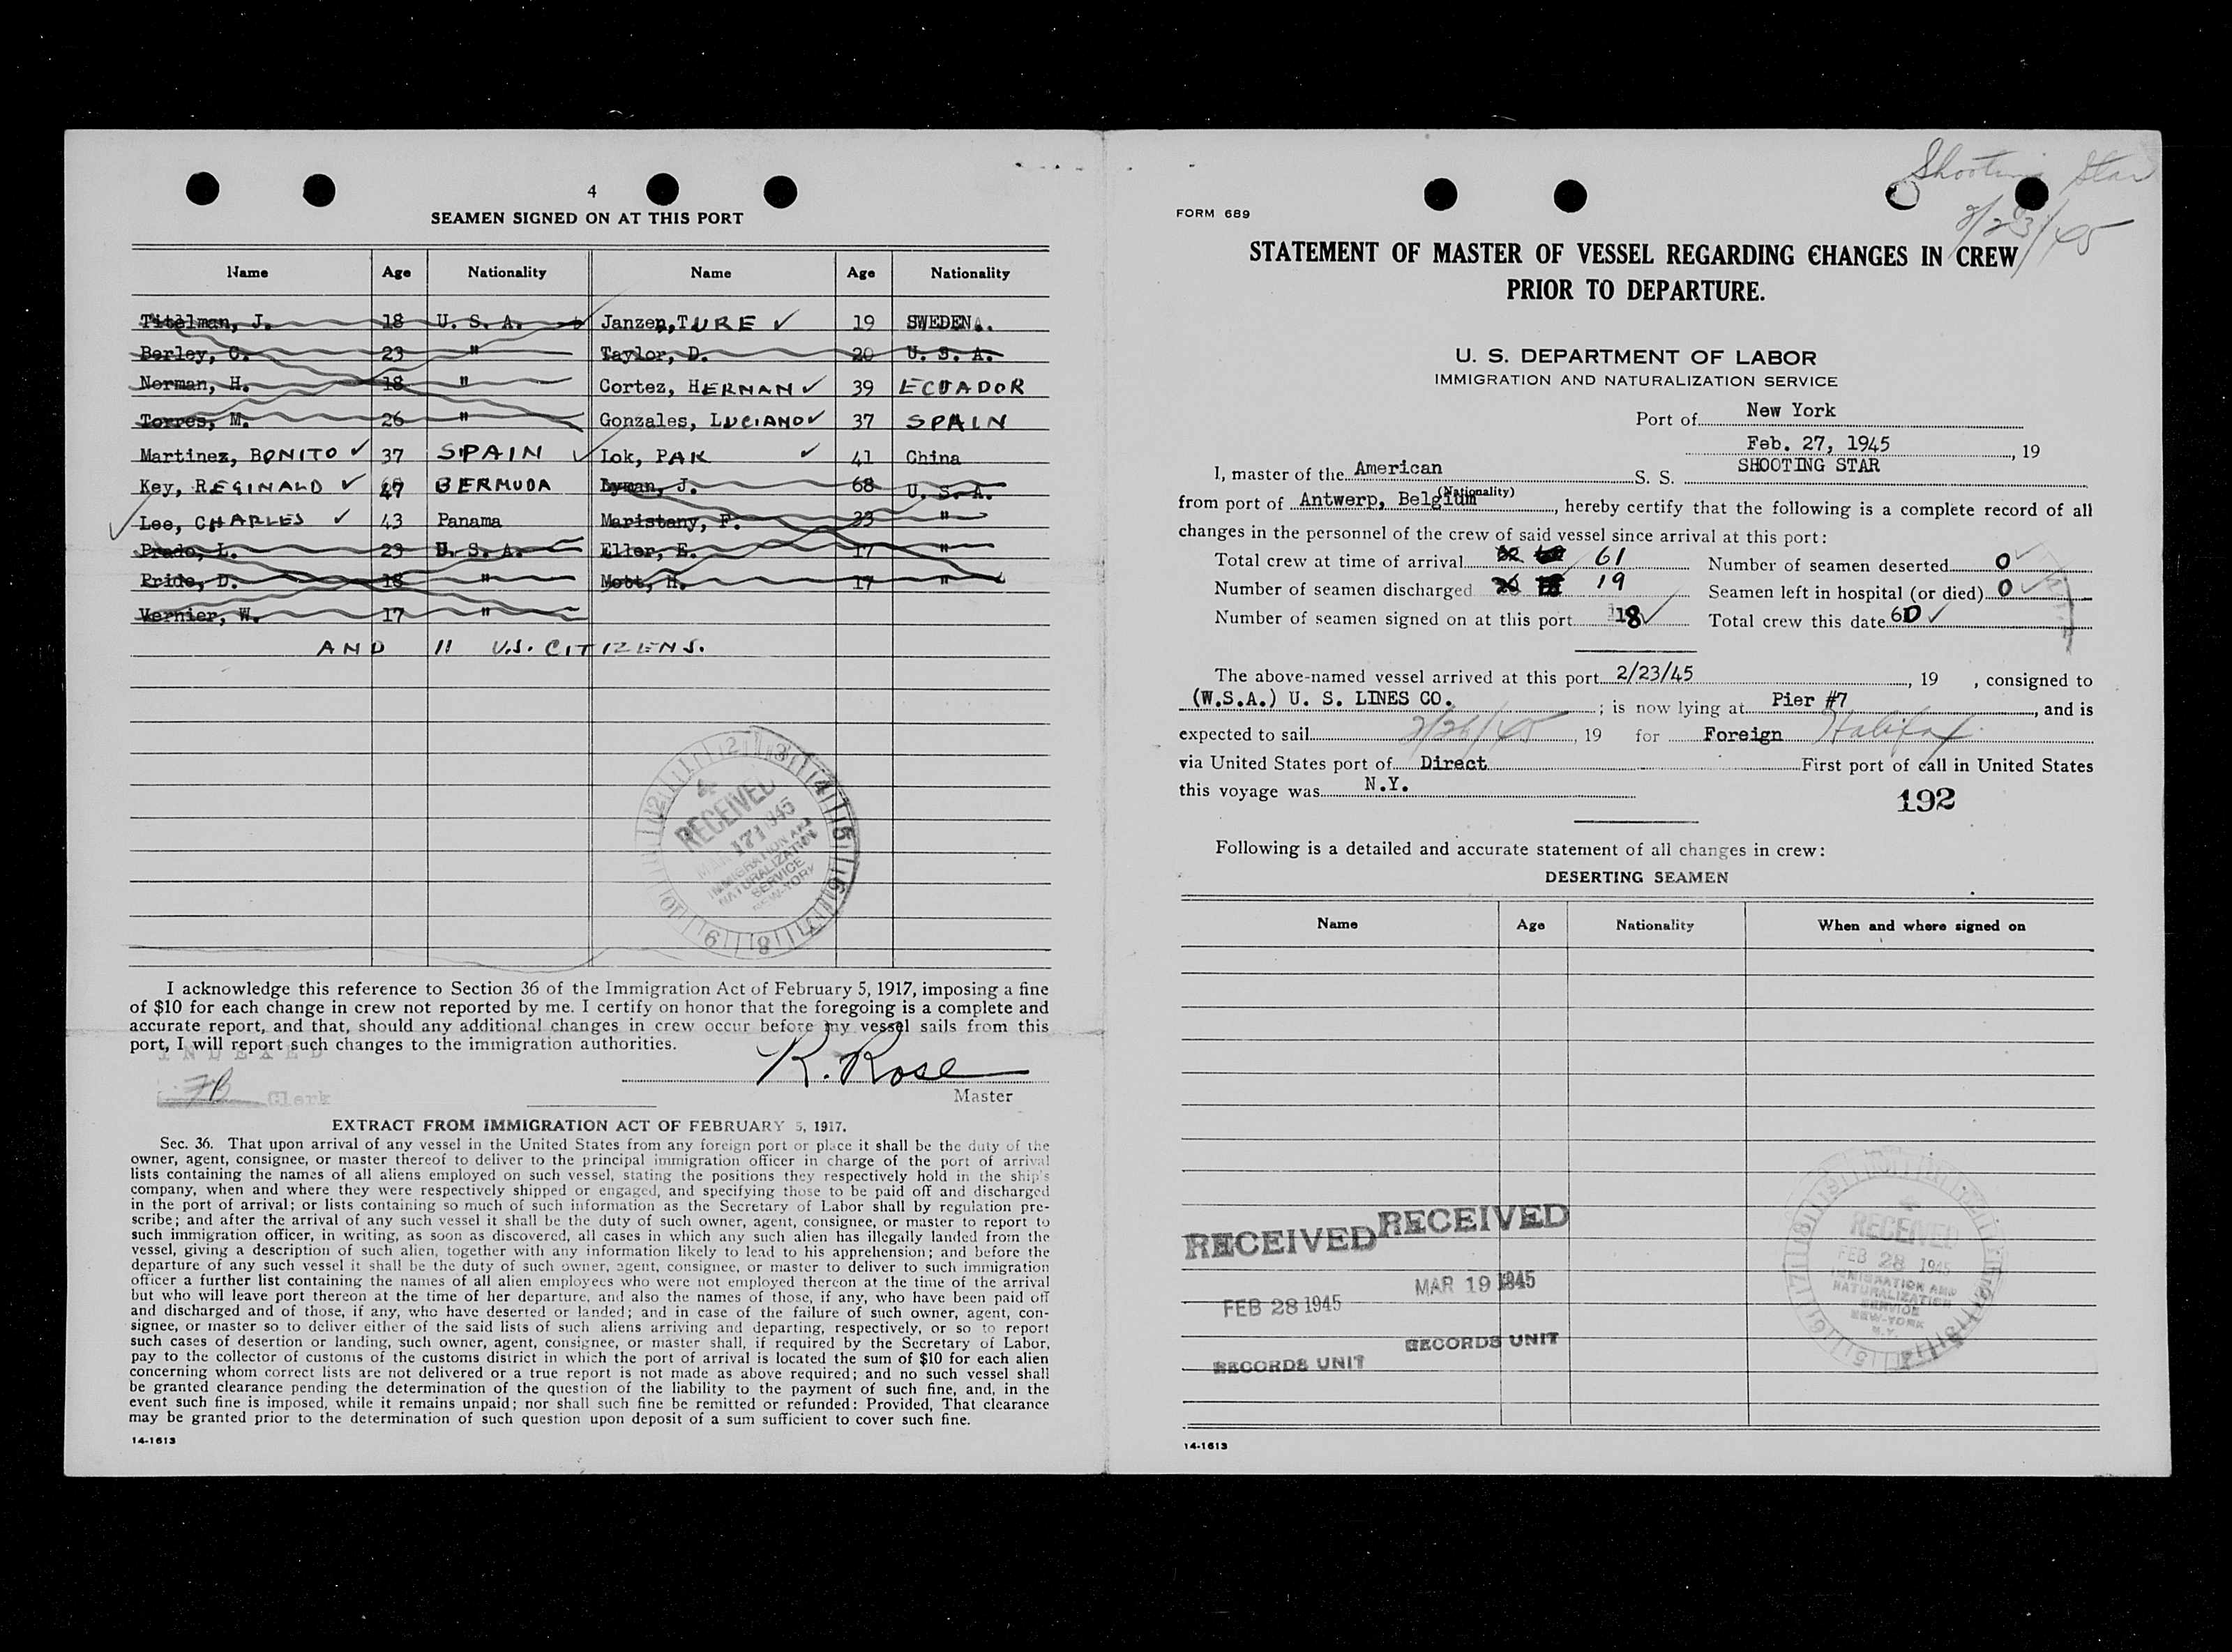 4
SEAMEN SIGNED ON AT THIS PORT
Name Age Nationality Name Age Nationality
Titelman, J. 18 U. S. A. Janzen, TURE ✓ 19 SWEDEN
Berley, C. 23 " Taylor, D. 20 U. S. A.
Norman, H. 18 " Cortez, HERNAN ✓ 39 ECUADOR
Torres, M. 26 " Gonzales, LUCIANO ✓ 37 SPAIN
Martinez, BONITO ✓ 37 SPAIN ✓ Lok, PAK ✓ 41 China
Key, REGINALD ✓ BERMUDA Dyman, J. 68 U. S. A.
✓ Lee, CHARLES ✓ 43 Panama Maristany, F. 33 "
Prado, L. 23 U. S. A. Eller, E. 17 "
Pride, D. 18 " Mott, H. 17 "
Vernier, W. 17 "
AND 11 U.S. CITIZENS.
RECEIVED
17 1945
IMMIGRATION AND
NATURALIZATION
SERVICE
NEW-YORK
I acknowledge this reference to Section 36 of the Immigration Act of February 5, 1917, imposing a fine
of $10 for each change in crew not reported by me. I certify on honor that the foregoing is a complete and
accurate report, and that, should any additional changes in crew occur before my vessel sails from this
port, I will report such changes to the immigration authorities.
INDEXED
R. Rose
FB Clerk
Master
EXTRACT FROM IMMIGRATION ACT OF FEBRUARY 5, 1917.
Sec. 36. That upon arrival of any vessel in the United States from any foreign port or place it shall be the duty of the
owner, agent, consignee, or master thereof to deliver to the principal immigration officer in charge of the port of arrival
lists containing the names of all aliens employed on such vessel, stating the positions they respectively hold in the ship's
company, when and where they were respectively shipped or engaged, and specifying those to be paid off and discharged
in the port of arrival; or lists containing so much of such information as the Secretary of Labor shall by regulation pre-
scribe; and after the arrival of any such vessel it shall be the duty of such owner, agent, consignee, or master to report to
such immigration officer, in writing, as soon as discovered, all cases in which any such alien has illegally landed from the
vessel, giving a description of such alien, together with any information likely to lead to his apprehension; and before the
departure of any such vessel it shall be the duty of such owner, agent, consignee, or master to deliver to such immigration
officer a further list containing the names of all alien employees who were not employed thereon at the time of the arrival
but who will leave port thereon at the time of her departure, and also the names of those, if any, who have been paid off
and discharged and of those, if any, who have deserted or landed; and in case of the failure of such owner, agent, con-
signee, or master so to deliver either of the said lists of such aliens arriving and departing, respectively, or so to report
such cases of desertion or landing, such owner, agent, consignee, or master shall, if required by the Secretary of Labor,
pay to the collector of customs of the customs district in which the port of arrival is located the sum of $10 for each alien
concerning whom correct lists are not delivered or a true report is not made as above required; and no such vessel shall
be granted clearance pending the determination of the question of the liability to the payment of such fine, and, in the
event such fine is imposed, while it remains unpaid; nor shall such fine be remitted or refunded: Provided, That clearance
may be granted prior to the determination of such question upon deposit of a sum sufficient to cover such fine.
14-1613
Shooting Star
2/23/45
FORM 689
STATEMENT OF MASTER OF VESSEL REGARDING CHANGES IN CREW
PRIOR TO DEPARTURE.
U. S. DEPARTMENT OF LABOR
IMMIGRATION AND NATURALIZATION SERVICE
Port of New York
Feb. 27, 1945, 19
I, master of the American S. S. SHOOTING STAR
(Nationality)
from port of Antwerp, Belgium, hereby certify that the following is a complete record of all
changes in the personnel of the crew of said vessel since arrival at this port:
Total crew at time of arrival 61 Number of seamen deserted 0 ✓
Number of seamen discharged 19 Seamen left in hospital (or died) 0 ✓
Number of seamen signed on at this port 18 ✓ Total crew this date 60 ✓
The above-named vessel arrived at this port 2/23/45, 19 , consigned to
(W.S.A.) U. S. LINES CO. ; is now lying at Pier #7, and is
expected to sail 2/28/45, 19 for Foreign Halifax
via United States port of Direct First port of call in United States
this voyage was N.Y.
192
Following is a detailed and accurate statement of all changes in crew:
DESERTING SEAMEN
Name Age Nationality When and where signed on
RECEIVED RECEIVED
FEB 28 1945 MAR 19 1945
RECORDS UNIT RECORDS UNIT
RECEIVED
FEB 28 1945
IMMIGRATION AND
NATURALIZATION
SERVICE
NEW-YORK
N.Y.
14-1613